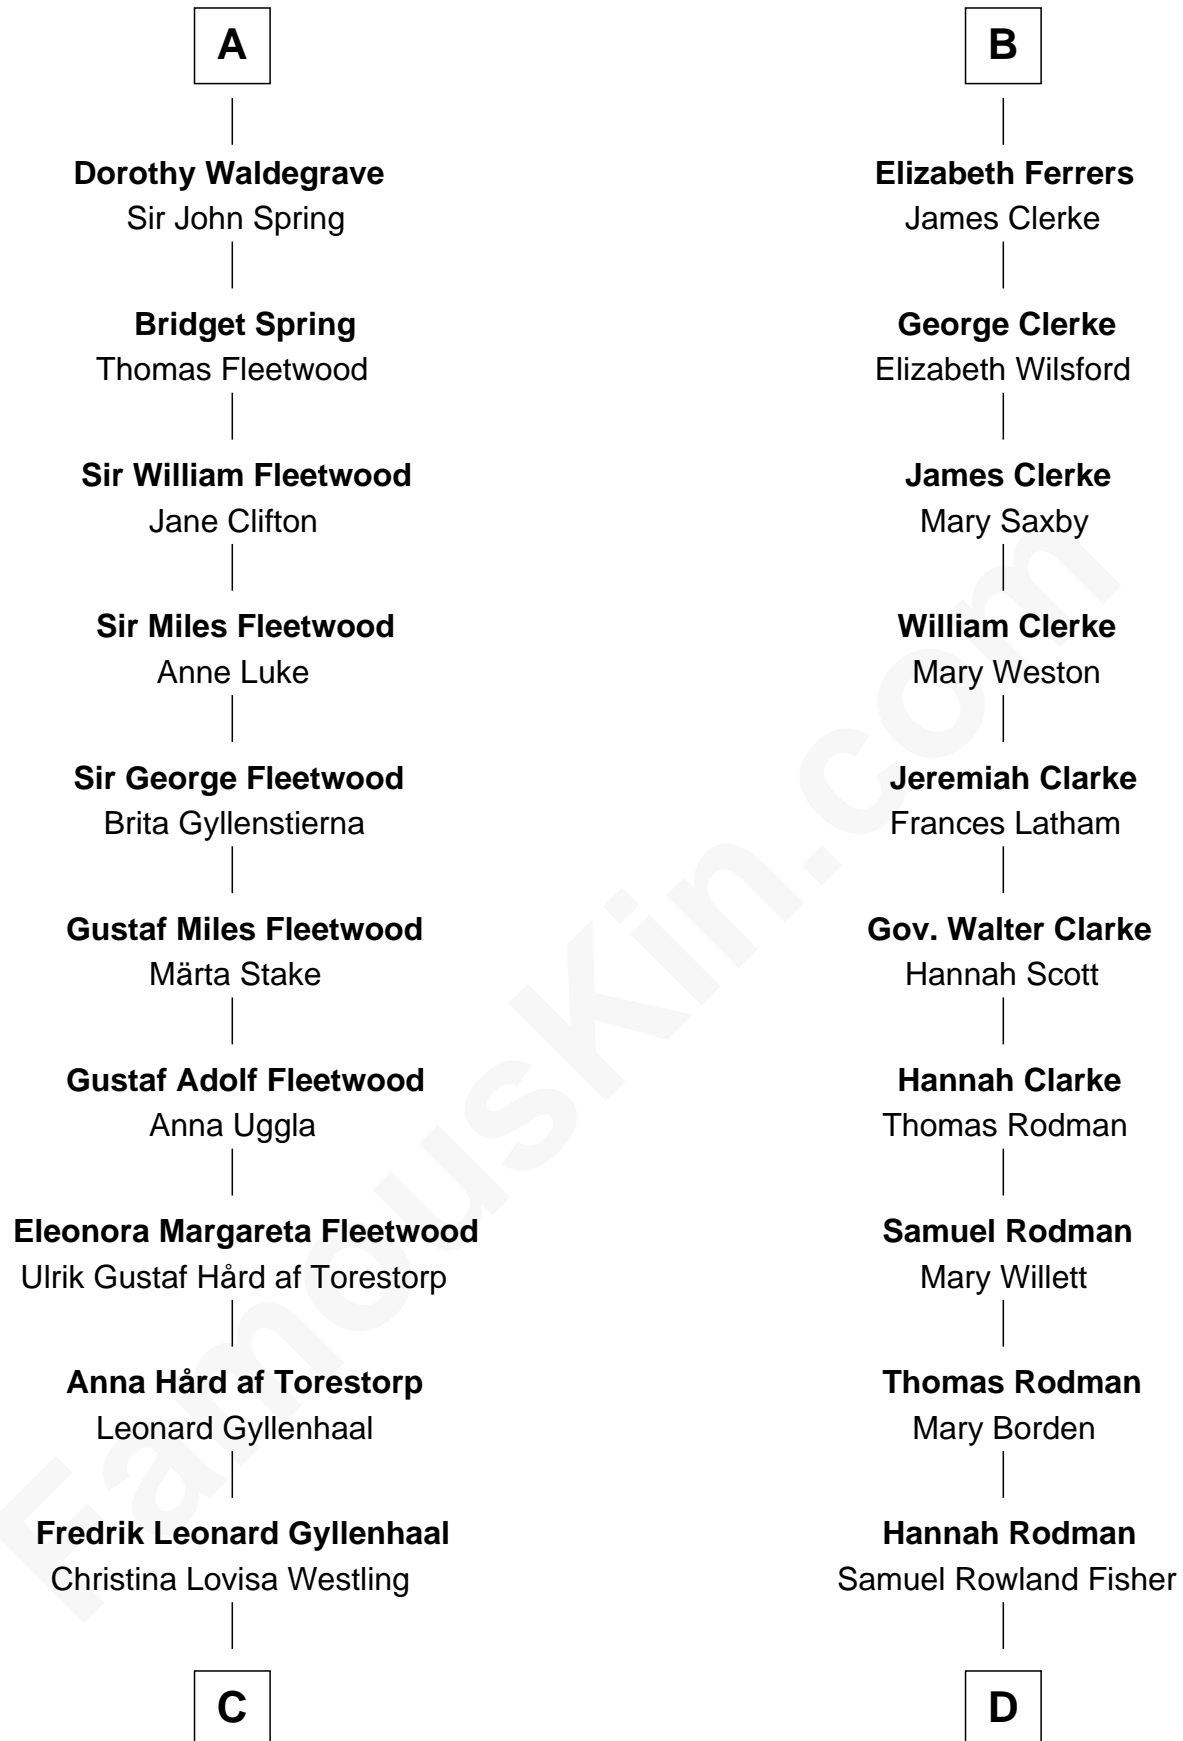 A
Dorothy Waldegrave
Sir John Spring
Bridget Spring
Thomas Fleetwood
Sir William Fleetwood
Jane Clifton
Sir Miles Fleetwood
Anne Luke
Sir George Fleetwood
Brita Gyllenstierna
Gustaf Miles Fleetwood
Märta Stake
Gustaf Adolf Fleetwood
Anna Uggla
Eleonora Margareta Fleetwood
Ulrik Gustaf Hård af Torestorp
Anna Hård af Torestorp
Leonard Gyllenhaal
Fredrik Leonard Gyllenhaal
Christina Lovisa Westling
C
B
Elizabeth Ferrers
James Clerke
George Clerke
Elizabeth Wilsford
James Clerke
Mary Saxby
William Clerke
Mary Weston
Jeremiah Clarke
Frances Latham
Gov. Walter Clarke
Hannah Scott
Hannah Clarke
Thomas Rodman
Samuel Rodman
Mary Willett
Thomas Rodman
Mary Borden
Hannah Rodman
Samuel Rowland Fisher
D
FamousKin.com